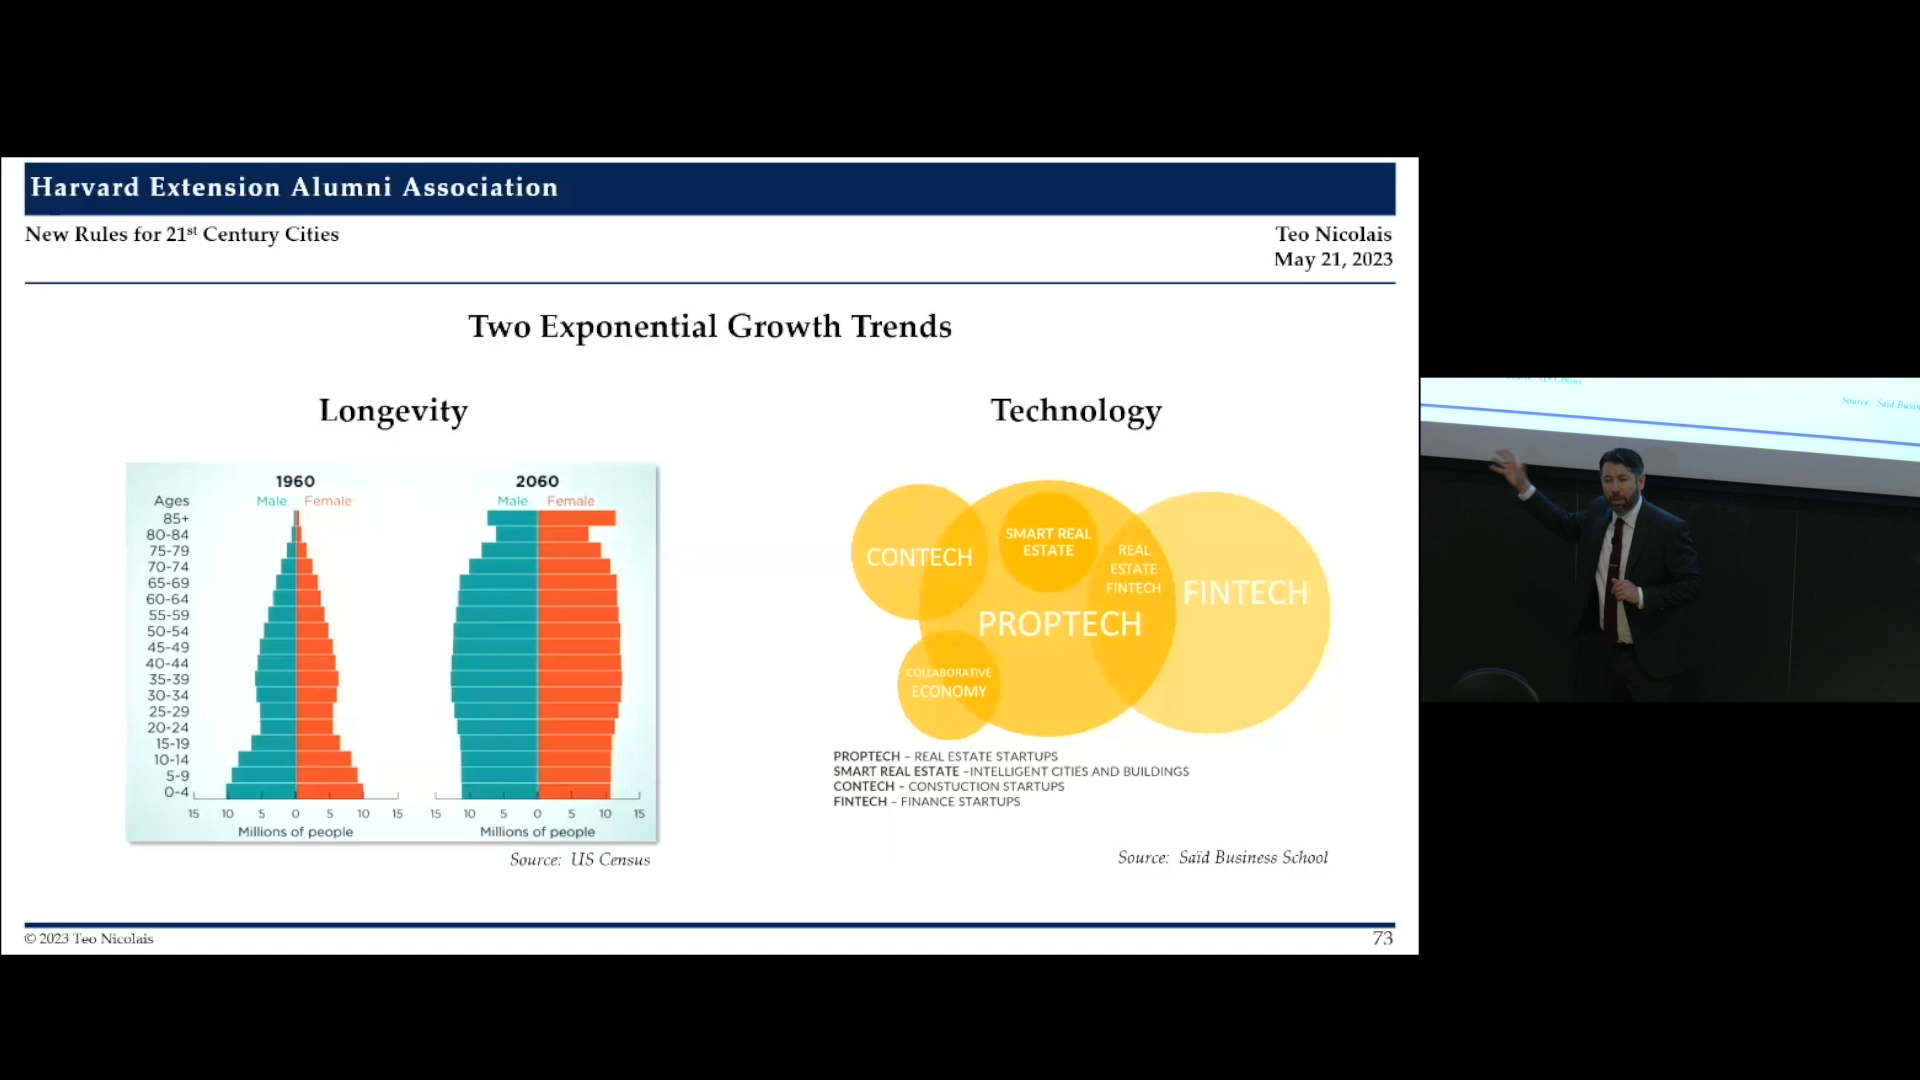 Harvard Extension Alumni Association
New Rules for 21st Century Cities
Teo Nicolais
May 21, 2023
Two Exponential Growth Trends
Longevity
1960
2060
Ages
Male Female
Male Female
85+
80-84
75-79
70-74
65-69
60-64
55-59
50-54
45-49
40-44
35-39
30-34
25-29
20-24
15-19
10-14
5-9
0-4
15 10 5 0 5 10 15
15 10 5 0 5 10 15
Millions of people
Millions of people
Source: US Census
Technology
CONTECH
SMART REAL
ESTATE
REAL
ESTATE
FINTECH
FINTECH
PROPTECH
COLLABORATIVE
ECONOMY
PROPTECH – REAL ESTATE STARTUPS
SMART REAL ESTATE -INTELLIGENT CITIES AND BUILDINGS
CONTECH – CONSTUCTION STARTUPS
FINTECH – FINANCE STARTUPS
Source: Saïd Business School
© 2023 Teo Nicolais
73
US Census
Source: Saïd Busin